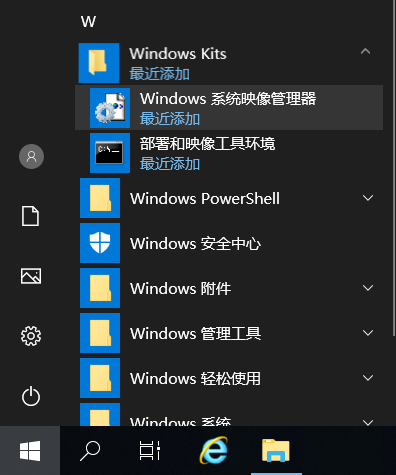 W
Windows Kits
最近添加
Windows 系统映像管理器
最近添加
部署和映像工具环境
最近添加
Windows PowerShell
Windows 安全中心
Windows 附件
Windows 管理工具
Windows 轻松使用
Windows 系统